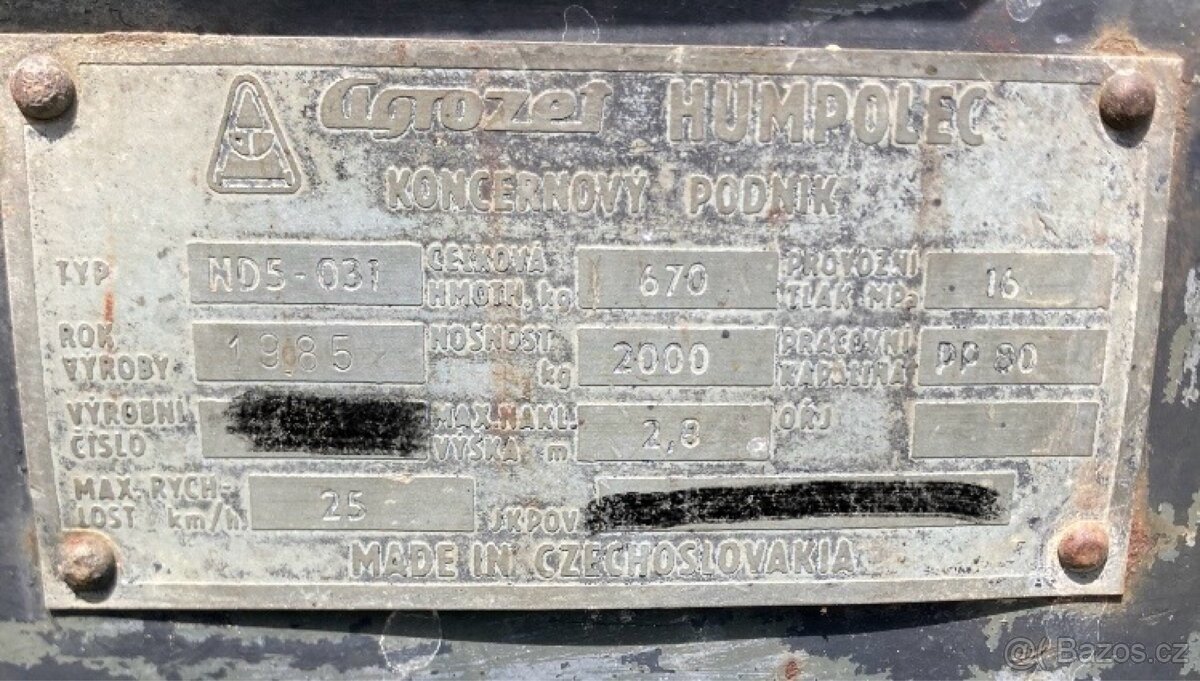 Agrozet HUMPOLEC
KONCERNOVÝ PODNIK
TYP ND5-031 CELKOVÁ HMOTN. kg 670 PROVOZNÍ TLAK MPa 16
ROK VÝROBY 1985 NOSNOST kg 2000 PRACOVNÍ KAPALINA PP 80
VÝROBNÍ ČÍSLO MAX. NAKL. VÝŠKA m 2,8 OŘJ
MAX. RYCH-LOST km/h 25 JKPOV
MADE IN CZECHOSLOVAKIA
Bazos.cz